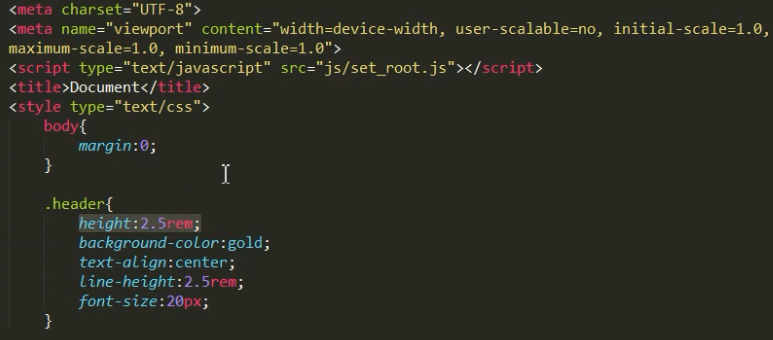 <meta charset="UTF-8">
<meta name="viewport" content="width=device-width, user-scalable=no, initial-scale=1.0,
maximum-scale=1.0, minimum-scale=1.0">
<script type="text/javascript" src="js/set_root.js"></script>
<title>Document</title>
<style type="text/css">
    body{
        margin:0;
    }

    .header{
        height:2.5rem;
        background-color:gold;
        text-align:center;
        line-height:2.5rem;
        font-size:20px;
    }